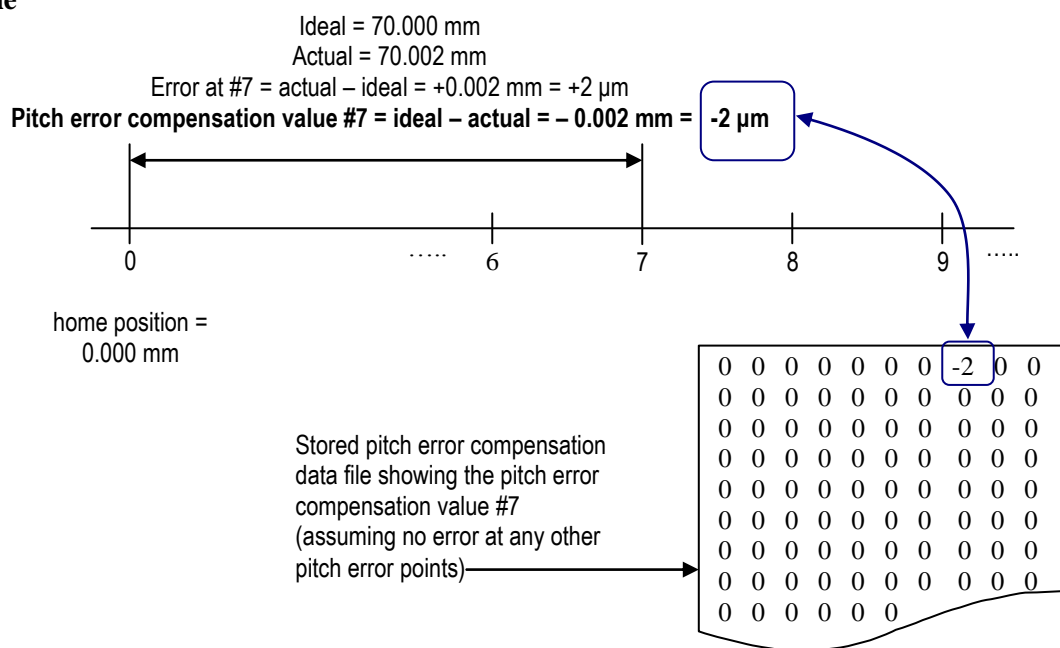 Ideal = 70.000 mm
Actual = 70.002 mm
Error at #7 = actual – ideal = +0.002 mm = +2 µm
Pitch error compensation value #7 = ideal – actual = – 0.002 mm = -2 µm
0 ..... 6 7 8 9 .....
home position =
0.000 mm
0 0 0 0 0 0 0 -2 0 0
0 0 0 0 0 0 0 0 0 0
0 0 0 0 0 0 0 0 0 0
0 0 0 0 0 0 0 0 0 0
0 0 0 0 0 0 0 0 0 0
0 0 0 0 0 0 0 0 0 0
0 0 0 0 0 0 0 0 0 0
0 0 0 0 0 0 0 0 0 0
0 0 0 0 0 0
Stored pitch error compensation
data file showing the pitch error
compensation value #7
(assuming no error at any other
pitch error points)